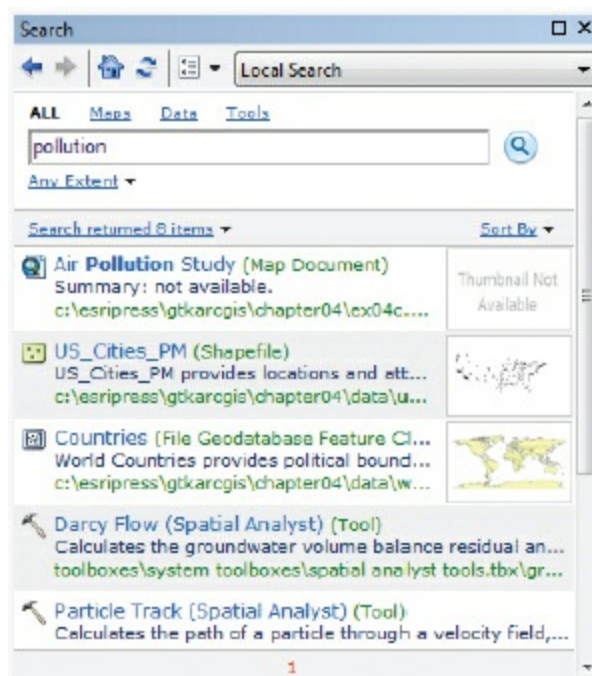 Search
Local Search
ALL Maps Data Tools
pollution
Any Extent
Search returned 8 items Sort By
Air Pollution Study (Map Document)
Summary: not available.
c:\esripress\gtkarcgis\chapter04\ex04c....
Thumbnail Not
Available
US_Cities_PM (Shapefile)
US_Cities_PM provides locations and att...
c:\esripress\gtkarcgis\chapter04\data\u...
Countries (File Geodatabase Feature Cl...
World Countries provides political bound...
c:\esripress\gtkarcgis\chapter04\data\w...
Darcy Flow (Spatial Analyst) (Tool)
Calculates the groundwater volume balance residual an...
toolboxes\system toolboxes\spatial analyst tools.tbx\gr...
Particle Track (Spatial Analyst) (Tool)
Calculates the path of a particle through a velocity field,...
1